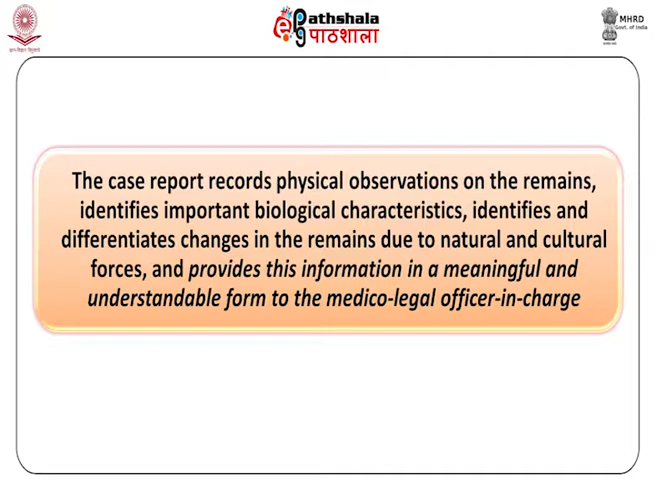 Pathshala
पाठशाला
MHRD
Govt. of India
The case report records physical observations on the remains,
identifies important biological characteristics, identifies and
differentiates changes in the remains due to natural and cultural
forces, and provides this information in a meaningful and
understandable form to the medico-legal officer-in-charge